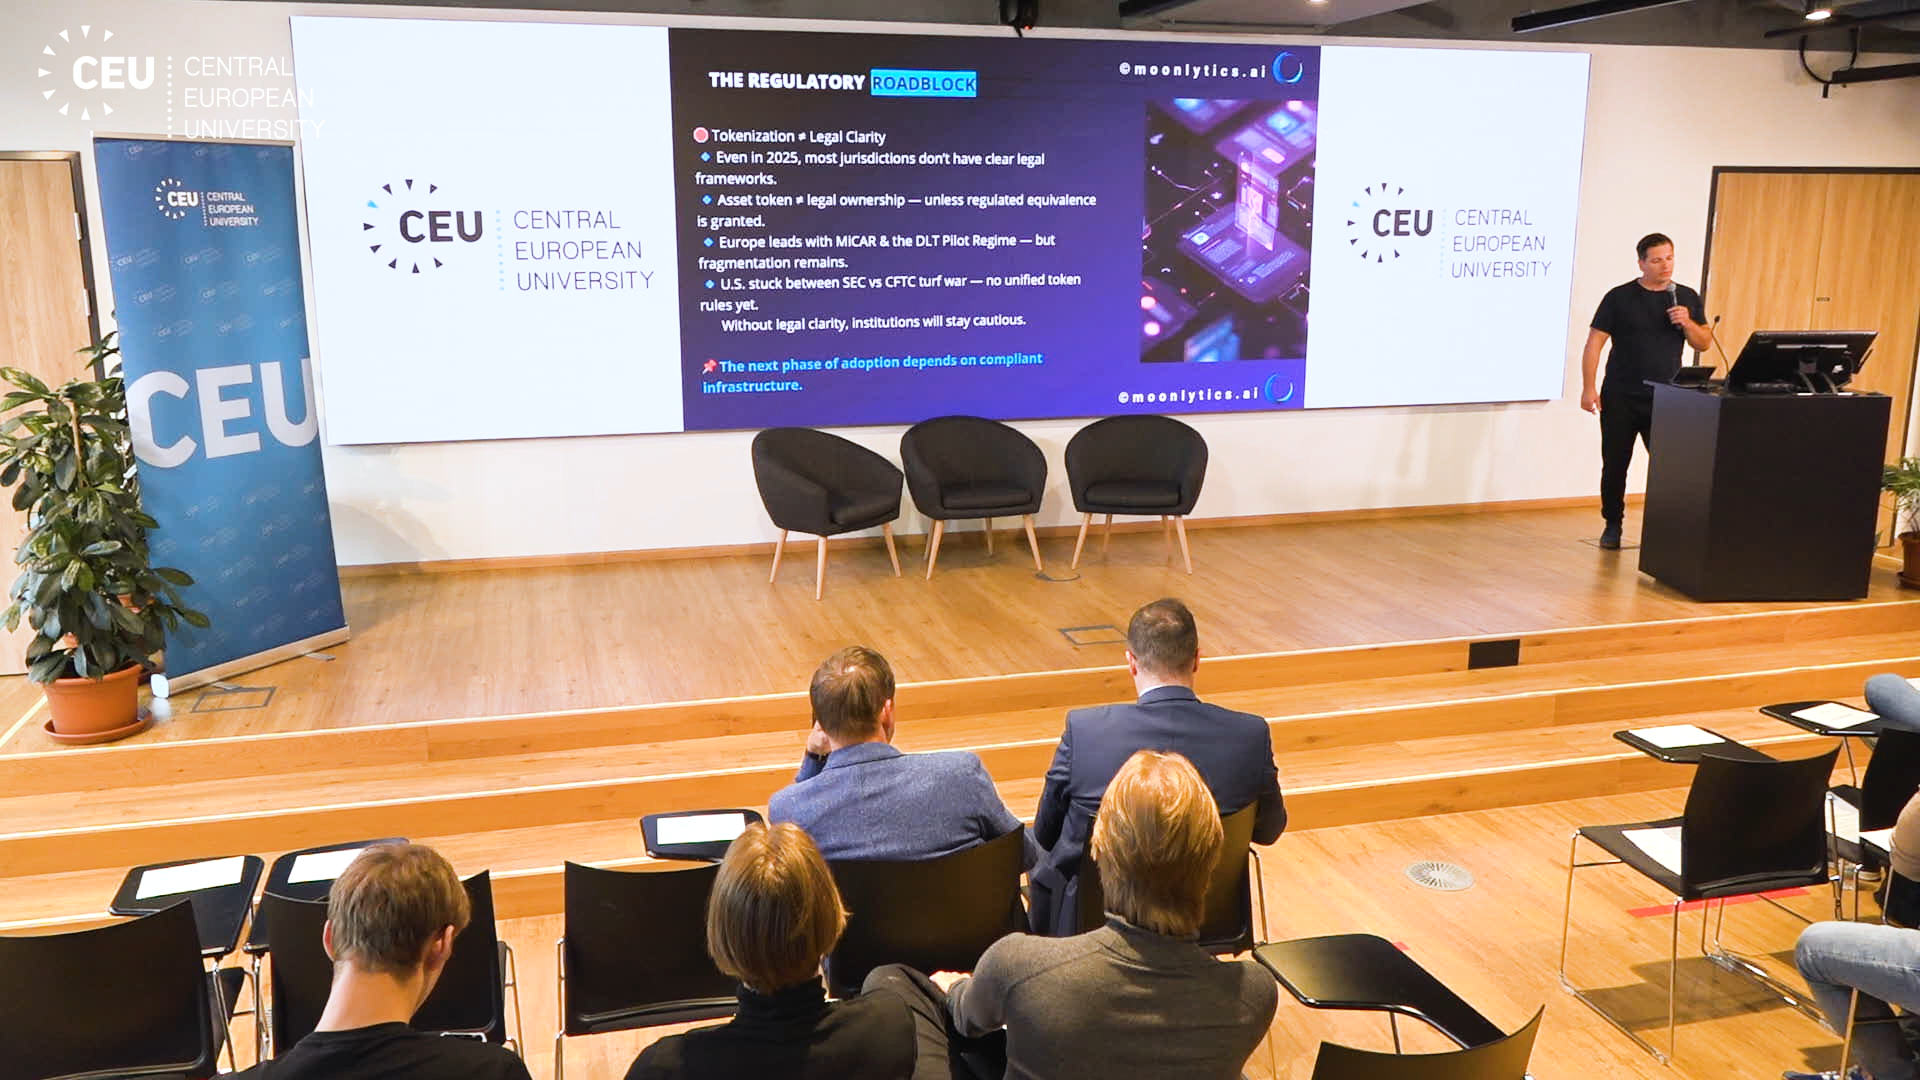 CEU
CENTRAL
EUROPEAN
UNIVERSITY
CEU
CENTRAL
EUROPEAN
UNIVERSITY
CEU
CEU
CENTRAL
EUROPEAN
UNIVERSITY
THE REGULATORY ROADBLOCK
©moonlytics.ai
Tokenization ≠ Legal Clarity
Even in 2025, most jurisdictions don't have clear legal
frameworks.
Asset token ≠ legal ownership — unless regulated equivalence
is granted.
Europe leads with MiCAR & the DLT Pilot Regime — but
fragmentation remains.
U.S. stuck between SEC vs CFTC turf war — no unified token
rules yet.
Without legal clarity, institutions will stay cautious.
The next phase of adoption depends on compliant
infrastructure.
©moonlytics.ai
CEU
CENTRAL
EUROPEAN
UNIVERSITY